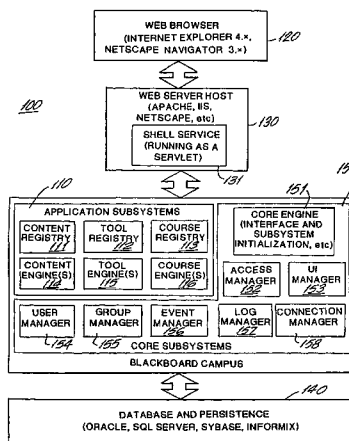 WEB BROWSER
(INTERNET EXPLORER 4.x,
NETSCAPE NAVIGATOR 3.x)
120
100
WEB SERVER HOST
(APACHE, IIS,
NETSCAPE, etc)
130
SHELL SERVICE
(RUNNING AS A
SERVLET)
131
110
151
15
APPLICATION SUBSYSTEMS
CONTENT REGISTRY 111
TOOL REGISTRY 112
COURSE REGISTRY 113
CONTENT ENGINE(S) 114
TOOL ENGINE(S) 115
COURSE ENGINE(S) 116
CORE ENGINE
(INTERFACE AND
SUBSYSTEM
INITIALIZATION, etc)
ACCESS MANAGER 152
UI MANAGER 153
USER MANAGER
154
GROUP MANAGER
155
EVENT MANAGER
156
LOG MANAGER
157
CONNECTION MANAGER
158
CORE SUBSYSTEMS
BLACKBOARD CAMPUS
140
DATABASE AND PERSISTENCE
(ORACLE, SQL SERVER, SYBASE, INFORMIX)